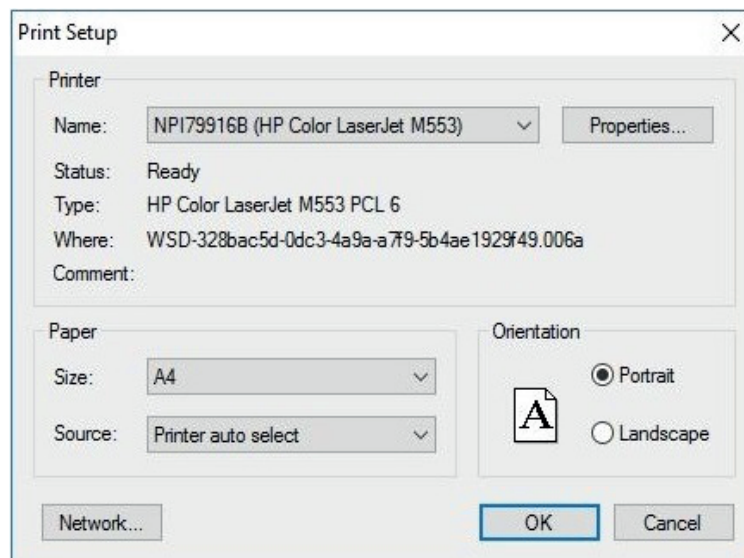 Print Setup
Printer
Name: NPI79916B (HP Color LaserJet M553) Properties...
Status: Ready
Type: HP Color LaserJet M553 PCL 6
Where: WSD-328bac5d-0dc3-4a9a-a7f9-5b4ae1929f49.006a
Comment:
Paper
Size: A4
Source: Printer auto select
Orientation
A
Portrait
Landscape
Network... OK Cancel